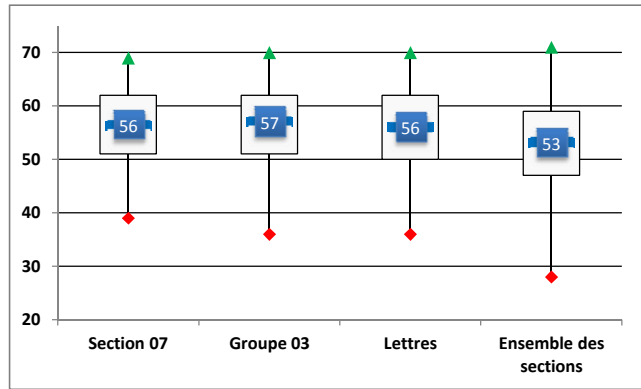 70
60
50
40
30
20
56
57
56
53
Section 07
Groupe 03
Lettres
Ensemble des
sections